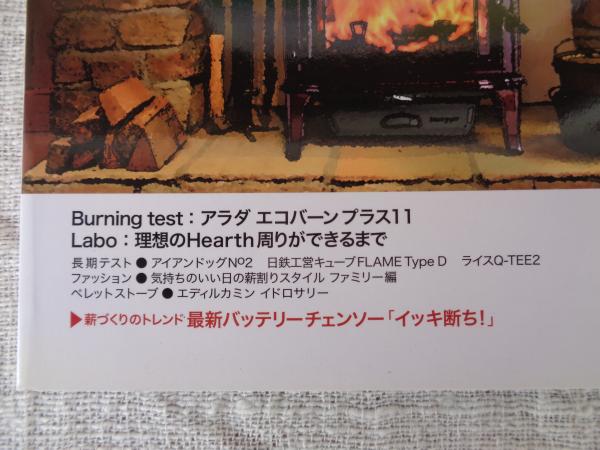 Burning test：アラダ エコバーン プラス11
Labo：理想のHearth周りができるまで
長期テスト ● アイアンドッグNº2　日鉄工営キューブFLAME Type D　ライスQ-TEE2
ファッション ● 気持ちのいい日の薪割りスタイル ファミリー編
ペレットストーブ ● エディルカミン イドロサリー
▶薪づくりのトレンド・最新バッテリーチェンソー「イッキ断ち！」